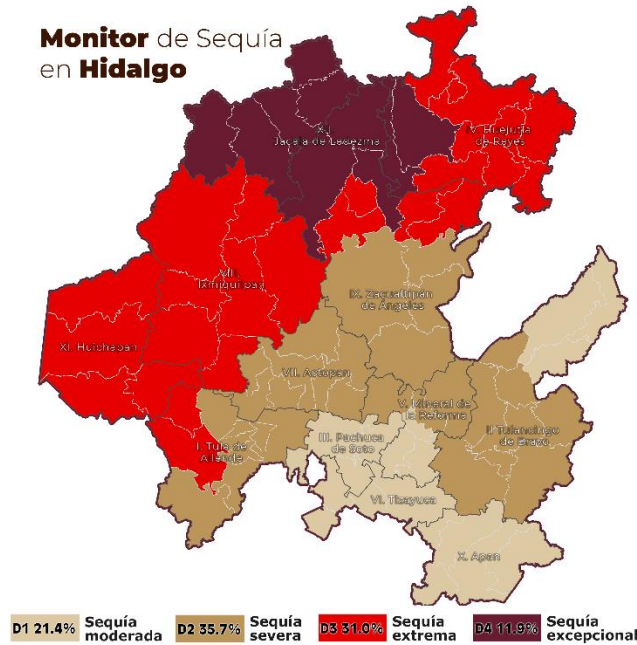 Monitor de Sequía
en Hidalgo
XII.
Jacala de Ledezma
IV. Huejutla
de Reyes
VIII.
Ixmiquilpan
IX. Zacualtipán
de Ángeles
XI. Huichapan
VII. Actopan
V. Mineral de
la Reforma
II. Tulancingo
de Bravo
III. Pachuca
de Soto
I. Tula de
Allende
VI. Tizayuca
X. Apan
D1 21.4% Sequía moderada
D2 35.7% Sequía severa
D3 31.0% Sequía extrema
D4 11.9% Sequía excepcional